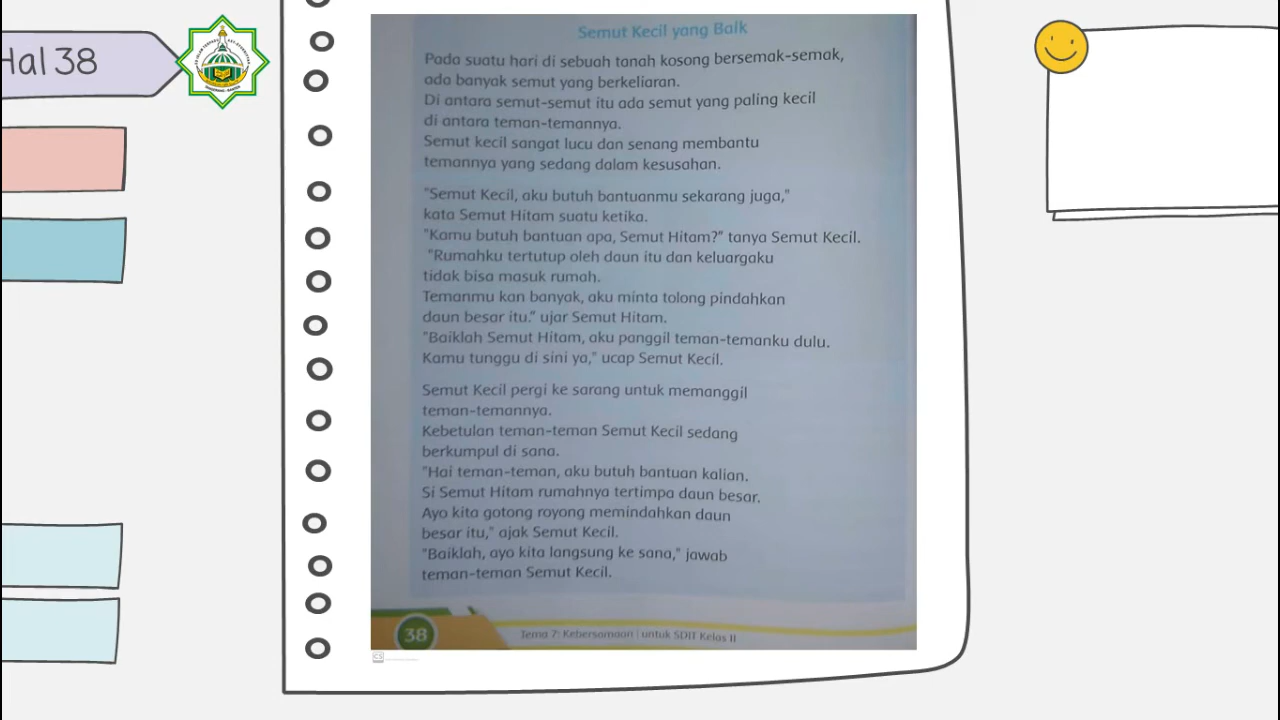 Hal 38
Semut Kecil yang Baik
Pada suatu hari di sebuah tanah kosong bersemak-semak,
ada banyak semut yang berkeliaran.
Di antara semut-semut itu ada semut yang paling kecil
di antara teman-temannya.
Semut kecil sangat lucu dan senang membantu
temannya yang sedang dalam kesusahan.
"Semut Kecil, aku butuh bantuanmu sekarang juga,"
kata Semut Hitam suatu ketika.
"Kamu butuh bantuan apa, Semut Hitam?" tanya Semut Kecil.
"Rumahku tertutup oleh daun itu dan keluargaku
tidak bisa masuk rumah.
Temanmu kan banyak, aku minta tolong pindahkan
daun besar itu." ujar Semut Hitam.
"Baiklah Semut Hitam, aku panggil teman-temanku dulu.
Kamu tunggu di sini ya," ucap Semut Kecil.
Semut Kecil pergi ke sarang untuk memanggil
teman-temannya.
Kebetulan teman-teman Semut Kecil sedang
berkumpul di sana.
"Hai teman-teman, aku butuh bantuan kalian.
Si Semut Hitam rumahnya tertimpa daun besar.
Ayo kita gotong royong memindahkan daun
besar itu," ajak Semut Kecil.
"Baiklah, ayo kita langsung ke sana," jawab
teman-teman Semut Kecil.
38
Tema 7: Kebersamaan | untuk SDIT Kelas II
CS